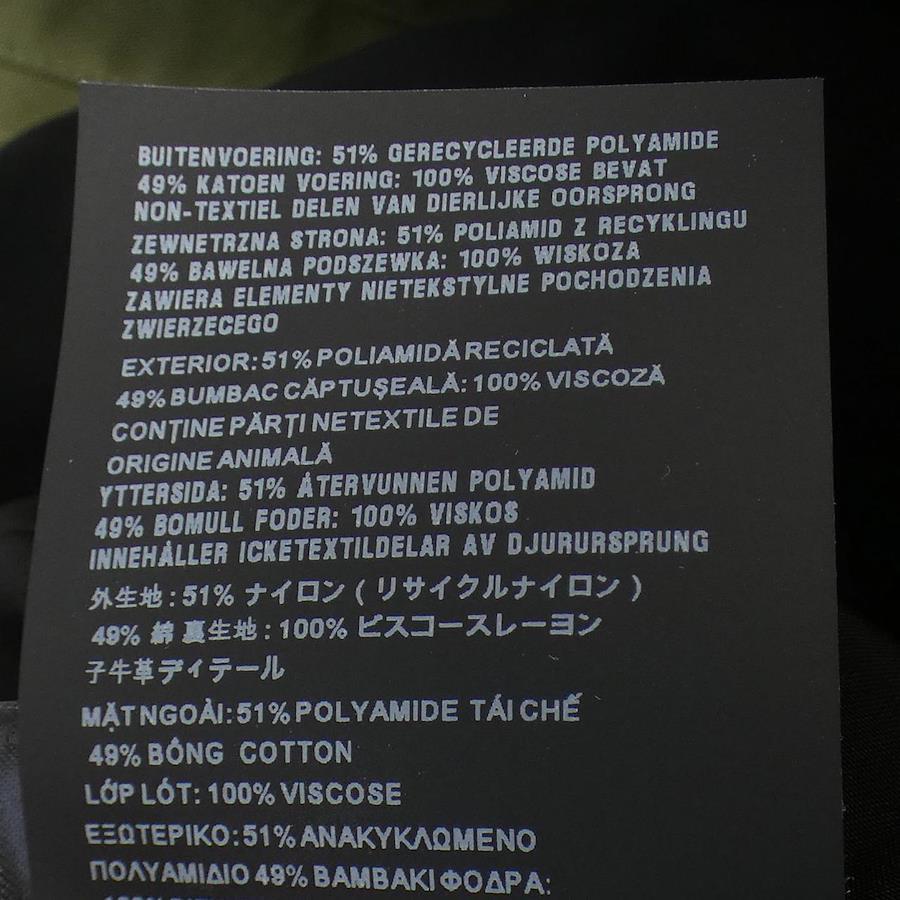 BUITENVOERING: 51% GERECYCLEERDE POLYAMIDE
49% KATOEN VOERING: 100% VISCOSE BEVAT
NON-TEXTIEL DELEN VAN DIERLIJKE OORSPRONG
ZEWNETRZNA STRONA: 51% POLIAMID Z RECYKLINGU
49% BAWELNA PODSZEWKA: 100% WISKOZA
ZAWIERA ELEMENTY NIETEKSTYLNE POCHODZENIA
ZWIERZECEGO
EXTERIOR: 51% POLIAMIDĂ RECICLATĂ
49% BUMBAC CĂPTUȘEALĂ: 100% VISCOZĂ
CONȚINE PĂRȚI NETEXTILE DE
ORIGINE ANIMALĂ
YTTERSIDA: 51% ÅTERVUNNEN POLYAMID
49% BOMULL FODER: 100% VISKOS
INNEHÅLLER ICKETEXTILDELAR AV DJURURSPRUNG
外生地: 51% ナイロン ( リサイクルナイロン )
49% 綿 裏生地: 100% ビスコースレーヨン
子牛革ディテール
MẶT NGOÀI: 51% POLYAMIDE TÁI CHẾ
49% BÔNG COTTON
LỚP LÓT: 100% VISCOSE
ΕΞΩΤΕΡΙΚΟ: 51% ΑΝΑΚΥΚΛΩΜΕΝΟ
ΠΟΛΥΑΜΙΔΙΟ 49% ΒΑΜΒΑΚΙ ΦΟΔΡΑ: